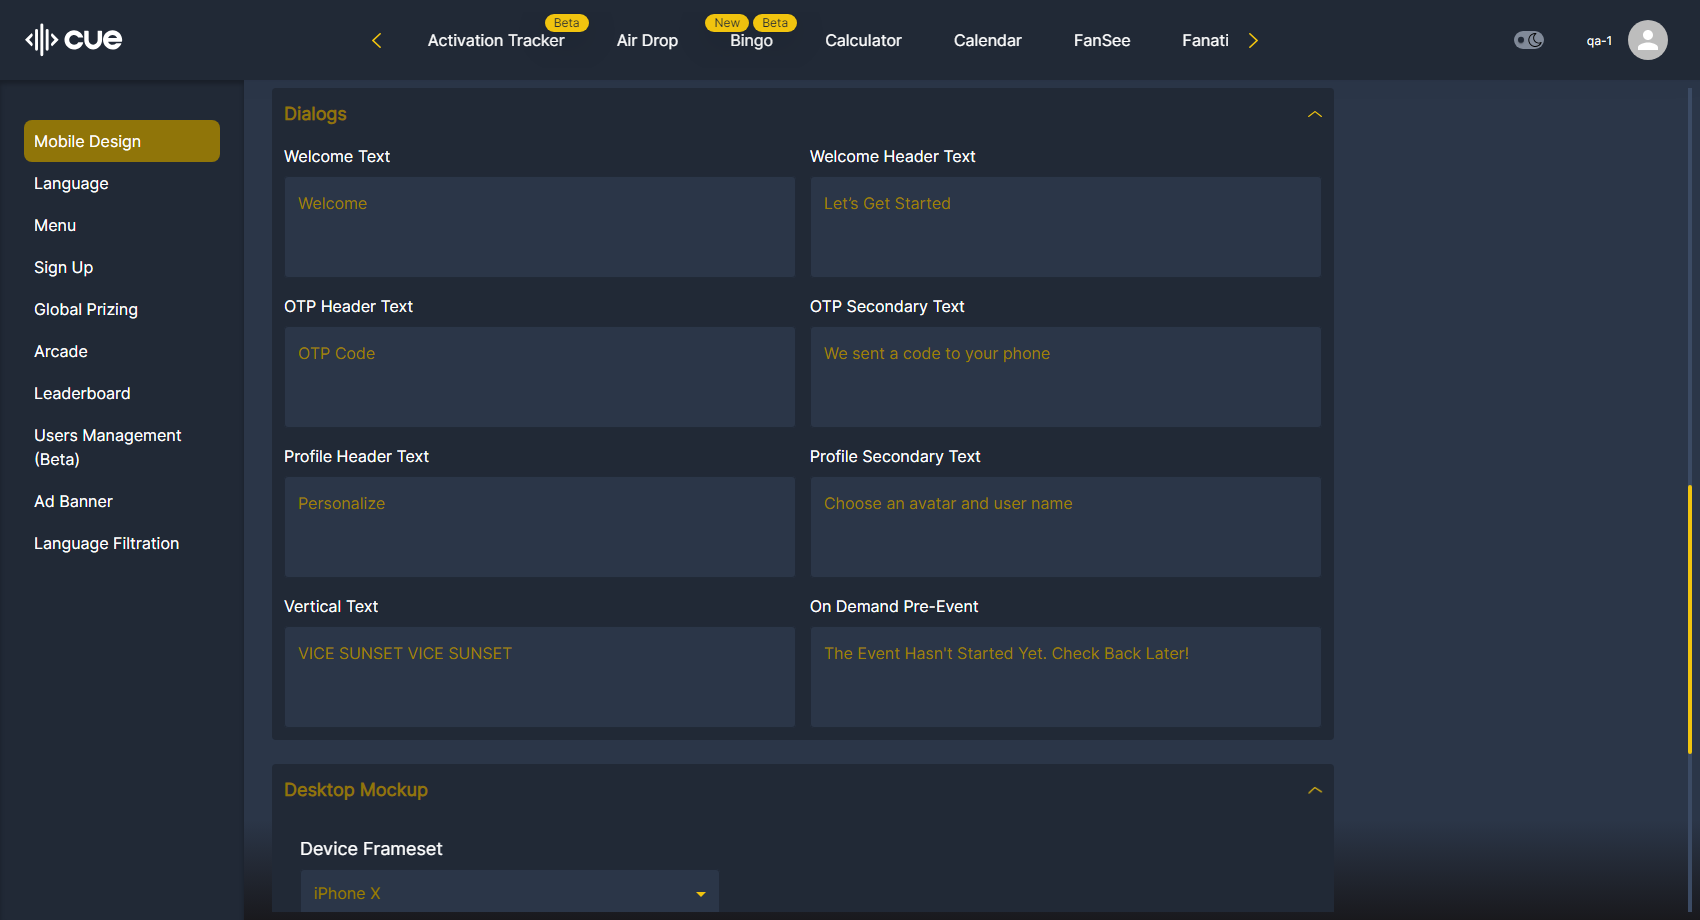 cue
Activation Tracker
Beta
Air Drop
New
Beta
Bingo
Calculator
Calendar
FanSee
Fanati
qa-1
Mobile Design
Language
Menu
Sign Up
Global Prizing
Arcade
Leaderboard
Users Management
(Beta)
Ad Banner
Language Filtration
Dialogs
Welcome Text
Welcome Header Text
Welcome
Let’s Get Started
OTP Header Text
OTP Secondary Text
OTP Code
We sent a code to your phone
Profile Header Text
Profile Secondary Text
Personalize
Choose an avatar and user name
Vertical Text
On Demand Pre-Event
VICE SUNSET VICE SUNSET
The Event Hasn't Started Yet. Check Back Later!
Desktop Mockup
Device Frameset
iPhone X